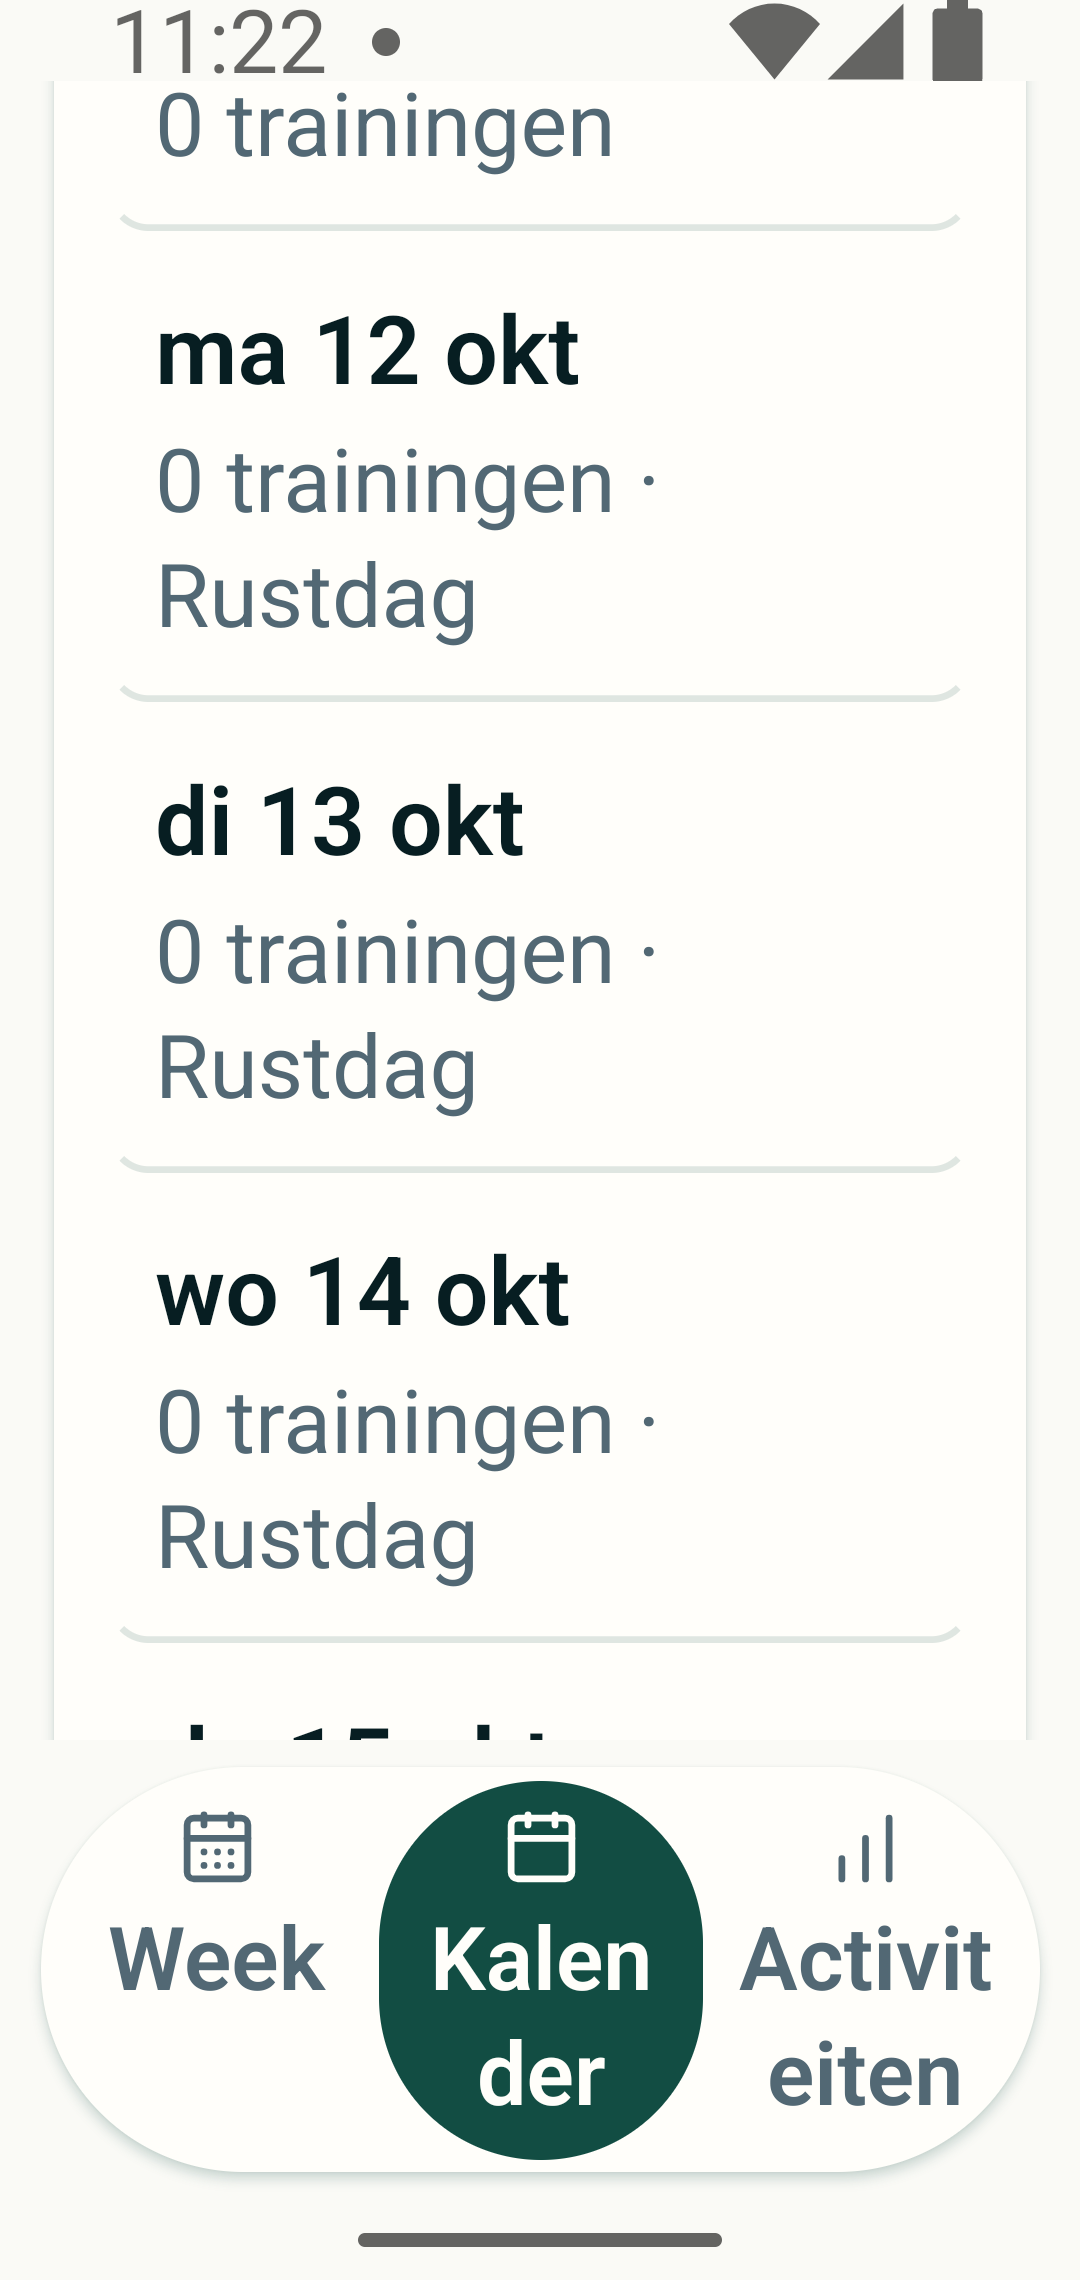 11:22
0 trainingen
ma 12 okt
0 trainingen ·
Rustdag
di 13 okt
0 trainingen ·
Rustdag
wo 14 okt
0 trainingen ·
Rustdag
Week
Kalen
der
Activit
eiten